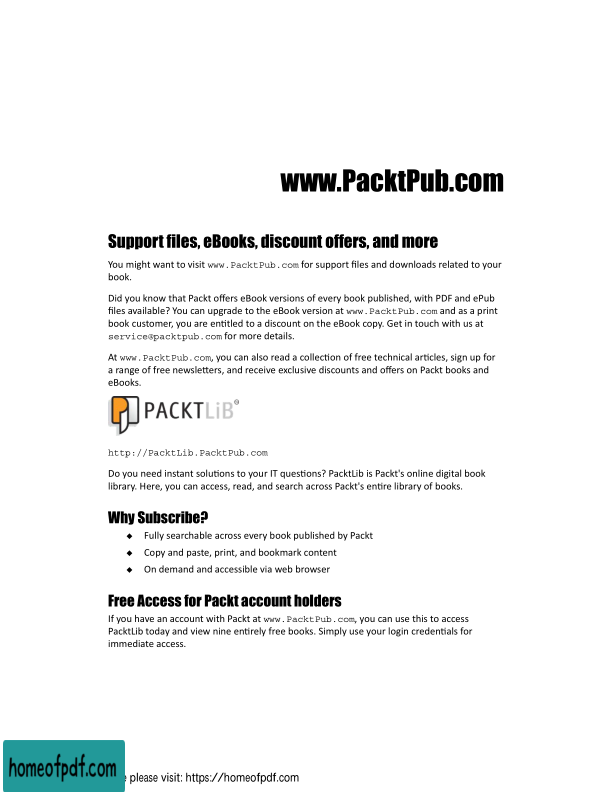 www.PacktPub.com
Support files, eBooks, discount offers, and more
You might want to visit www.PacktPub.com for support files and downloads related to your
book.
Did you know that Packt offers eBook versions of every book published, with PDF and ePub
files available? You can upgrade to the eBook version at www.PacktPub.com and as a print
book customer, you are entitled to a discount on the eBook copy. Get in touch with us at
service@packtpub.com for more details.
At www.PacktPub.com, you can also read a collection of free technical articles, sign up for
a range of free newsletters, and receive exclusive discounts and offers on Packt books and
eBooks.
PACKTLiB®
http://PacktLib.PacktPub.com
Do you need instant solutions to your IT questions? PacktLib is Packt's online digital book
library. Here, you can access, read, and search across Packt's entire library of books.
Why Subscribe?
◆ Fully searchable across every book published by Packt
◆ Copy and paste, print, and bookmark content
◆ On demand and accessible via web browser
Free Access for Packt account holders
If you have an account with Packt at www.PacktPub.com, you can use this to access
PacktLib today and view nine entirely free books. Simply use your login credentials for
immediate access.
homeofpdf.com
please visit: https://homeofpdf.com